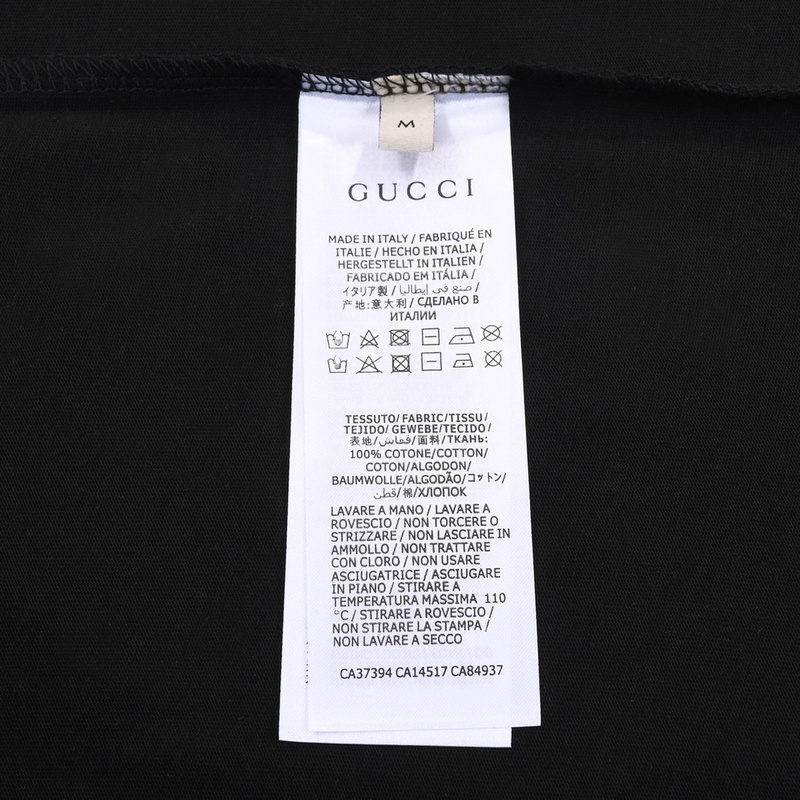 M
GUCCI
MADE IN ITALY / FABRIQUÉ EN
ITALIE / HECHO EN ITALIA /
HERGESTELLT IN ITALIEN /
FABRICADO EM ITÁLIA /
イタリア製 / صنع في إيطاليا /
产地:意大利 / СДЕЛАНО В
ИТАЛИИ
TESSUTO/ FABRIC/TISSU/
TEJIDO/ GEWEBE/TECIDO/
表地/قماش/面料/ТКАНЬ:
100% COTONE/COTTON/
COTON/ALGODON/
BAUMWOLLE/ALGODÃO/コットン/
قطن/棉/ХЛОПОК
LAVARE A MANO / LAVARE A
ROVESCIO / NON TORCERE O
STRIZZARE / NON LASCIARE IN
AMMOLLO / NON TRATTARE
CON CLORO / NON USARE
ASCIUGATRICE / ASCIUGARE
IN PIANO / STIRARE A
TEMPERATURA MASSIMA 110
°C / STIRARE A ROVESCIO /
NON STIRARE LA STAMPA /
NON LAVARE A SECCO
CA37394 CA14517 CA84937